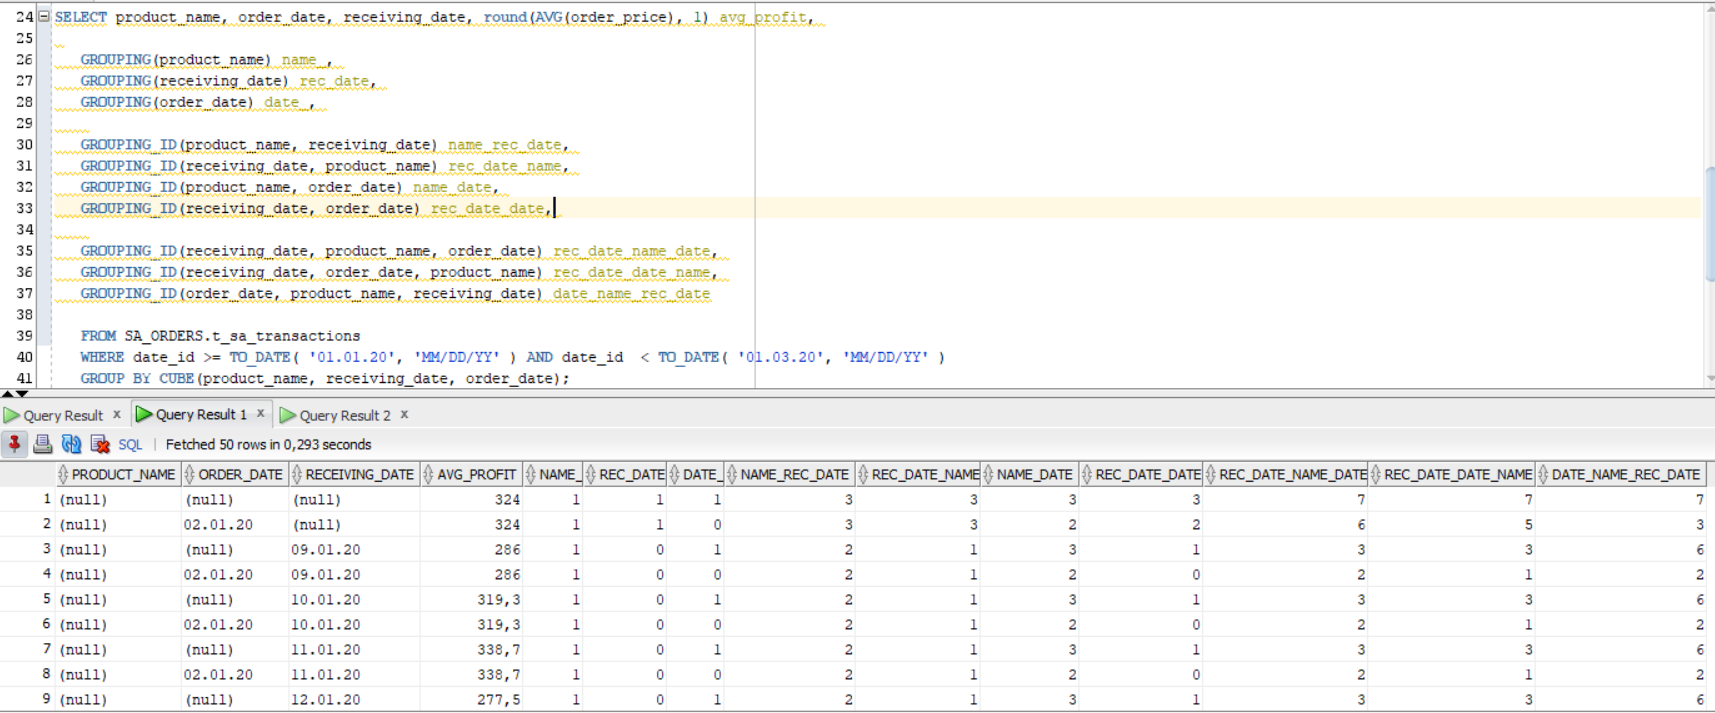 24 SELECT product_name, order_date, receiving_date, round(AVG(order_price), 1) avg_profit,
25
26 GROUPING(product_name) name_,
27 GROUPING(receiving_date) rec_date,
28 GROUPING(order_date) date_,
29
30 GROUPING_ID(product_name, receiving_date) name_rec_date,
31 GROUPING_ID(receiving_date, product_name) rec_date_name,
32 GROUPING_ID(product_name, order_date) name_date,
33 GROUPING_ID(receiving_date, order_date) rec_date_date,
34
35 GROUPING_ID(receiving_date, product_name, order_date) rec_date_name_date,
36 GROUPING_ID(receiving_date, order_date, product_name) rec_date_date_name,
37 GROUPING_ID(order_date, product_name, receiving_date) date_name_rec_date
38
39 FROM SA_ORDERS.t_sa_transactions
40 WHERE date_id >= TO_DATE( '01.01.20', 'MM/DD/YY' ) AND date_id < TO_DATE( '01.03.20', 'MM/DD/YY' )
41 GROUP BY CUBE(product_name, receiving_date, order_date);
Query Result x Query Result 1 x Query Result 2 x
SQL | Fetched 50 rows in 0,293 seconds
PRODUCT_NAME ORDER_DATE RECEIVING_DATE AVG_PROFIT NAME_ REC_DATE DATE_ NAME_REC_DATE REC_DATE_NAME NAME_DATE REC_DATE_DATE REC_DATE_NAME_DATE REC_DATE_DATE_NAME DATE_NAME_REC_DATE
1 (null) (null) (null) 324 1 1 1 3 3 3 3 7 7 7
2 (null) 02.01.20 (null) 324 1 1 0 3 3 2 2 6 5 3
3 (null) (null) 09.01.20 286 1 0 1 2 1 3 1 3 3 6
4 (null) 02.01.20 09.01.20 286 1 0 0 2 1 2 0 2 1 2
5 (null) (null) 10.01.20 319,3 1 0 1 2 1 3 1 3 3 6
6 (null) 02.01.20 10.01.20 319,3 1 0 0 2 1 2 0 2 1 2
7 (null) (null) 11.01.20 338,7 1 0 1 2 1 3 1 3 3 6
8 (null) 02.01.20 11.01.20 338,7 1 0 0 2 1 2 0 2 1 2
9 (null) (null) 12.01.20 277,5 1 0 1 2 1 3 1 3 3 6